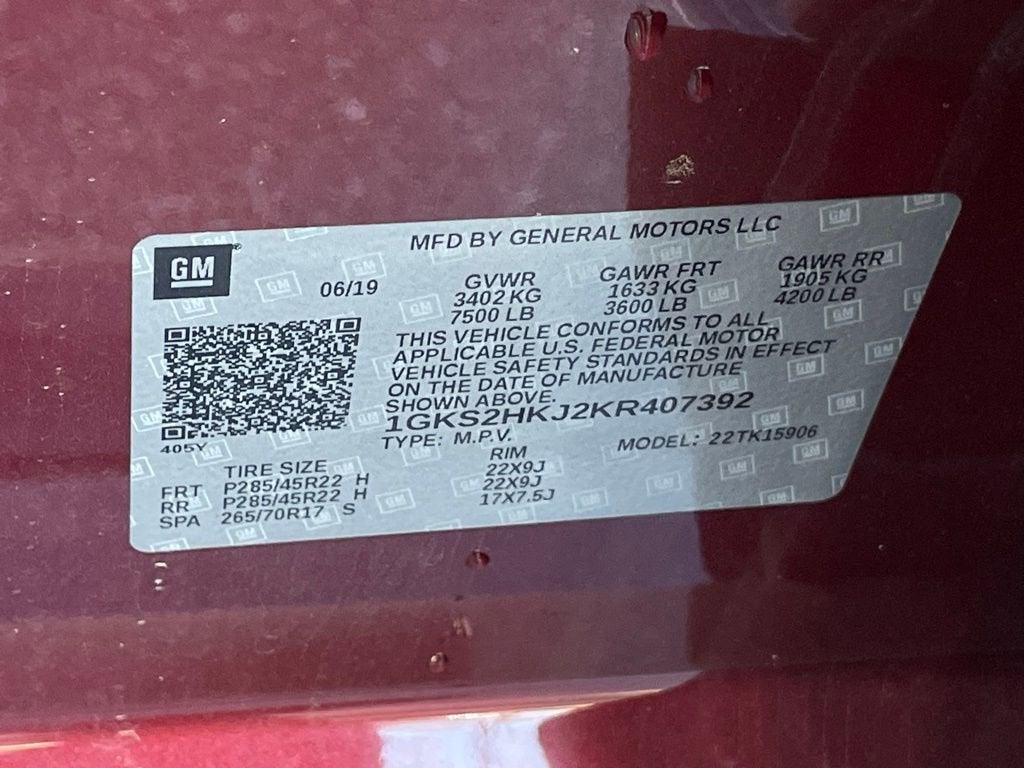 MFD BY GENERAL MOTORS LLC
GM
06/19
GVWR
3402 KG
7500 LB
GAWR FRT
1633 KG
3600 LB
GAWR RR
1905 KG
4200 LB
THIS VEHICLE CONFORMS TO ALL
APPLICABLE U.S. FEDERAL MOTOR
VEHICLE SAFETY STANDARDS IN EFFECT
ON THE DATE OF MANUFACTURE
SHOWN ABOVE.
1GKS2HKJ2KR407392
TYPE: M.P.V.
MODEL: 22TK15906
405Y
TIRE SIZE RIM
FRT P285/45R22 H 22X9J
RR P285/45R22 H 22X9J
SPA 265/70R17 S 17X7.5J